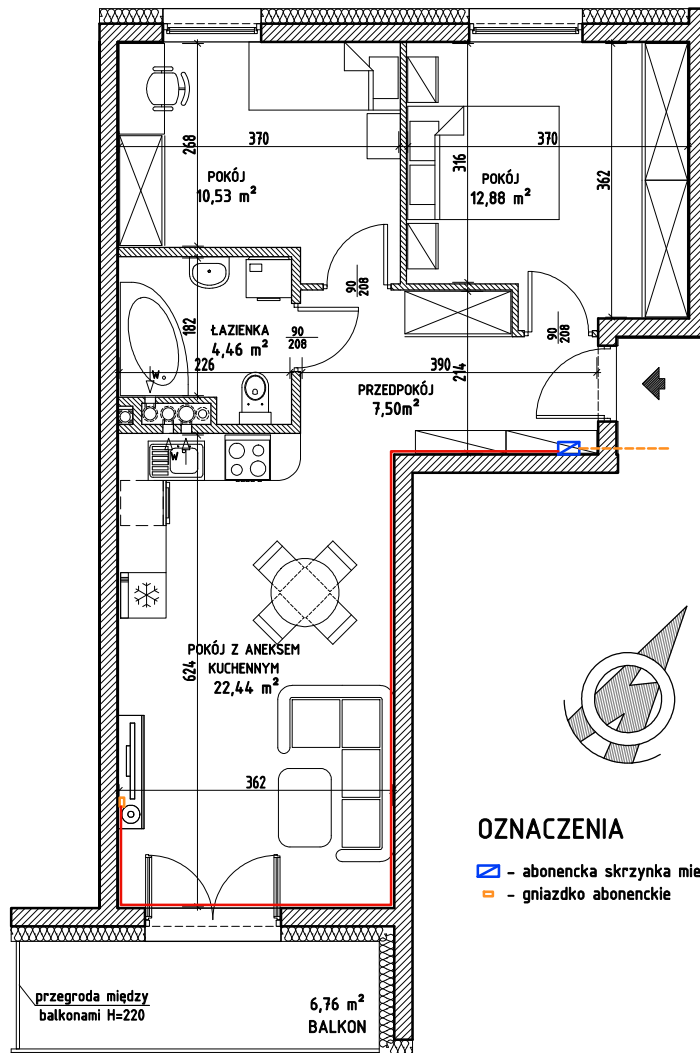 370
370
268
316
362
POKÓJ
10,53 m²
POKÓJ
12,88 m²
90
208
90
208
182
ŁAZIENKA
4,46 m²
90
208
226
390
214
PRZEDPOKÓJ
7,50m²
W
W
POKÓJ Z ANEKSEM
KUCHENNYM
22,44 m²
624
362
OZNACZENIA
- abonencka skrzynka mie
- gniazdko abonenckie
przegroda między
balkonami H=220
6,76 m²
BALKON